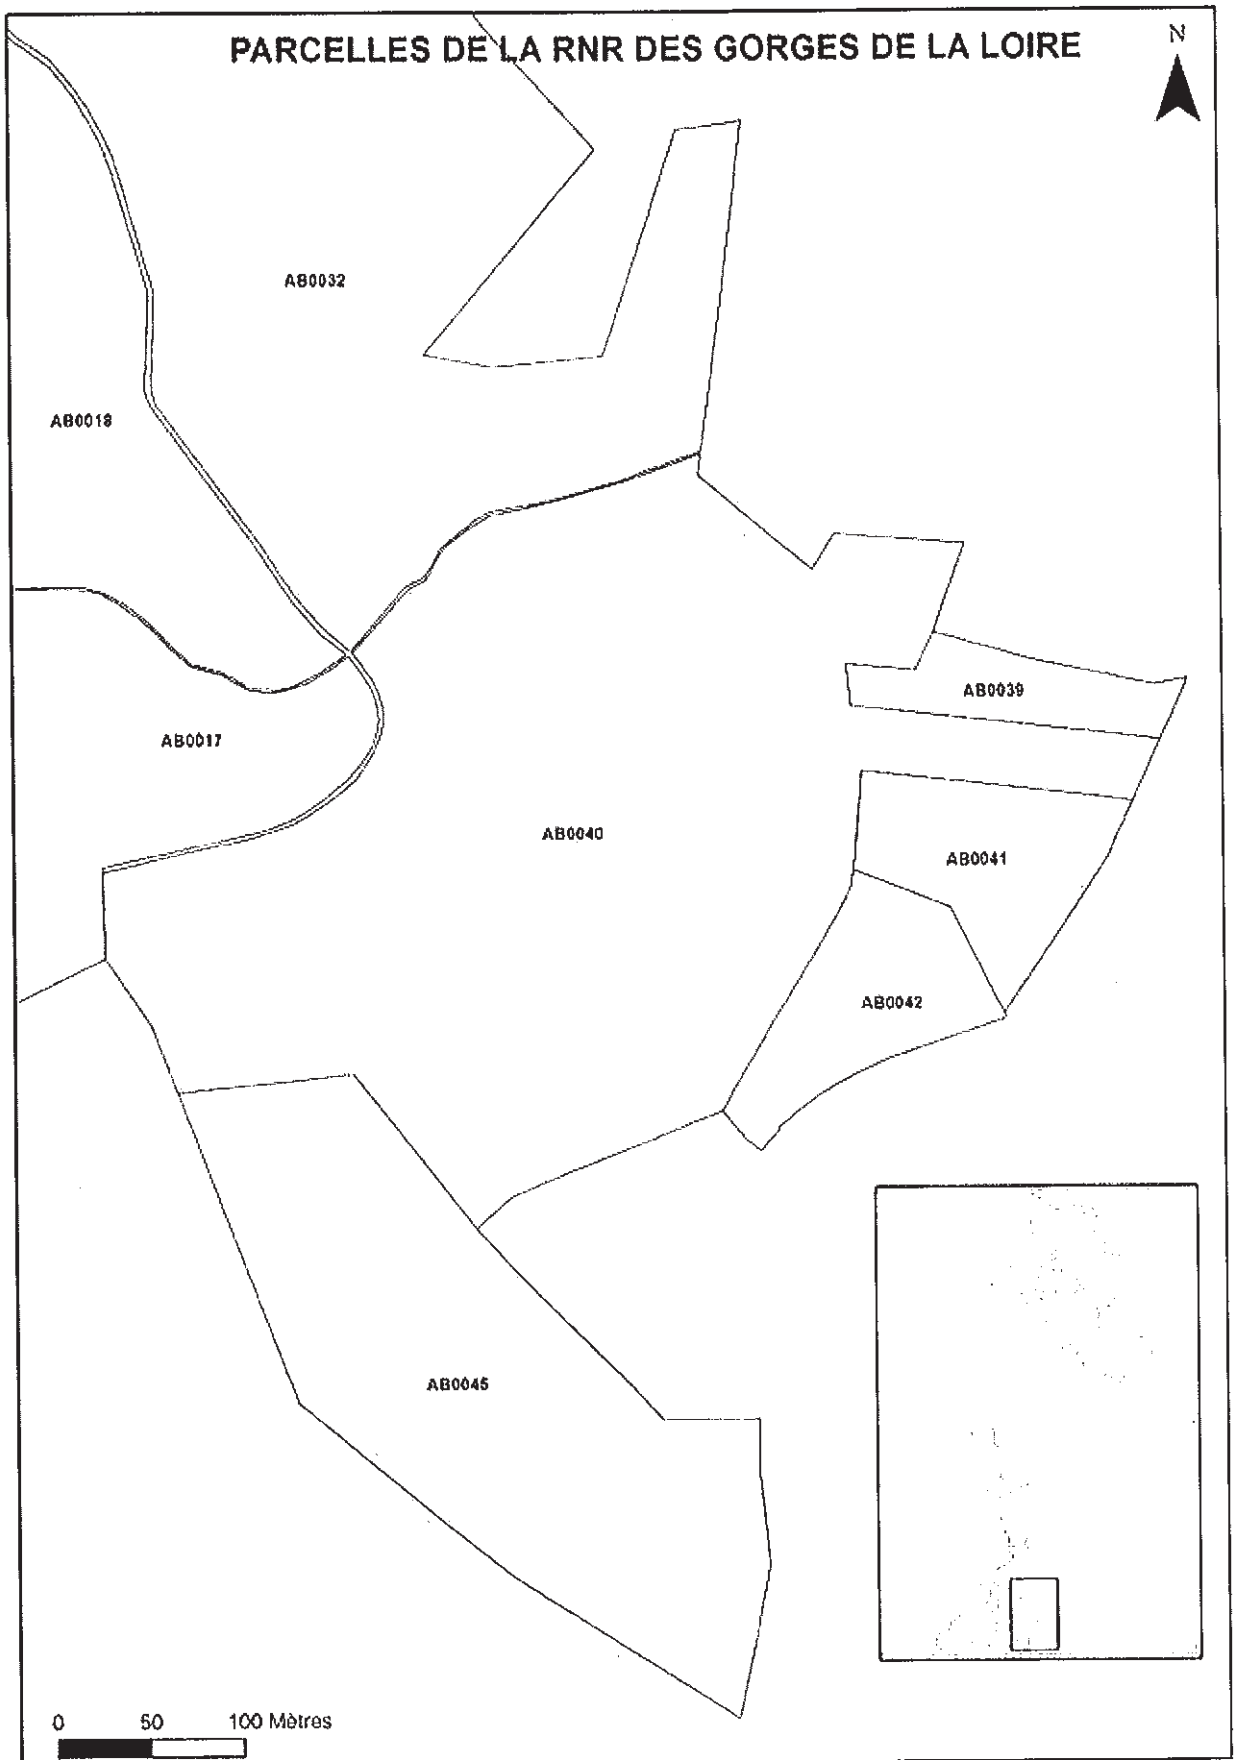 PARCELLES DE LA RNR DES GORGES DE LA LOIRE
N
AB0032
AB0018
AB0039
AB0017
AB0040
AB0041
AB0042
AB0045
0 50 100 Mètres